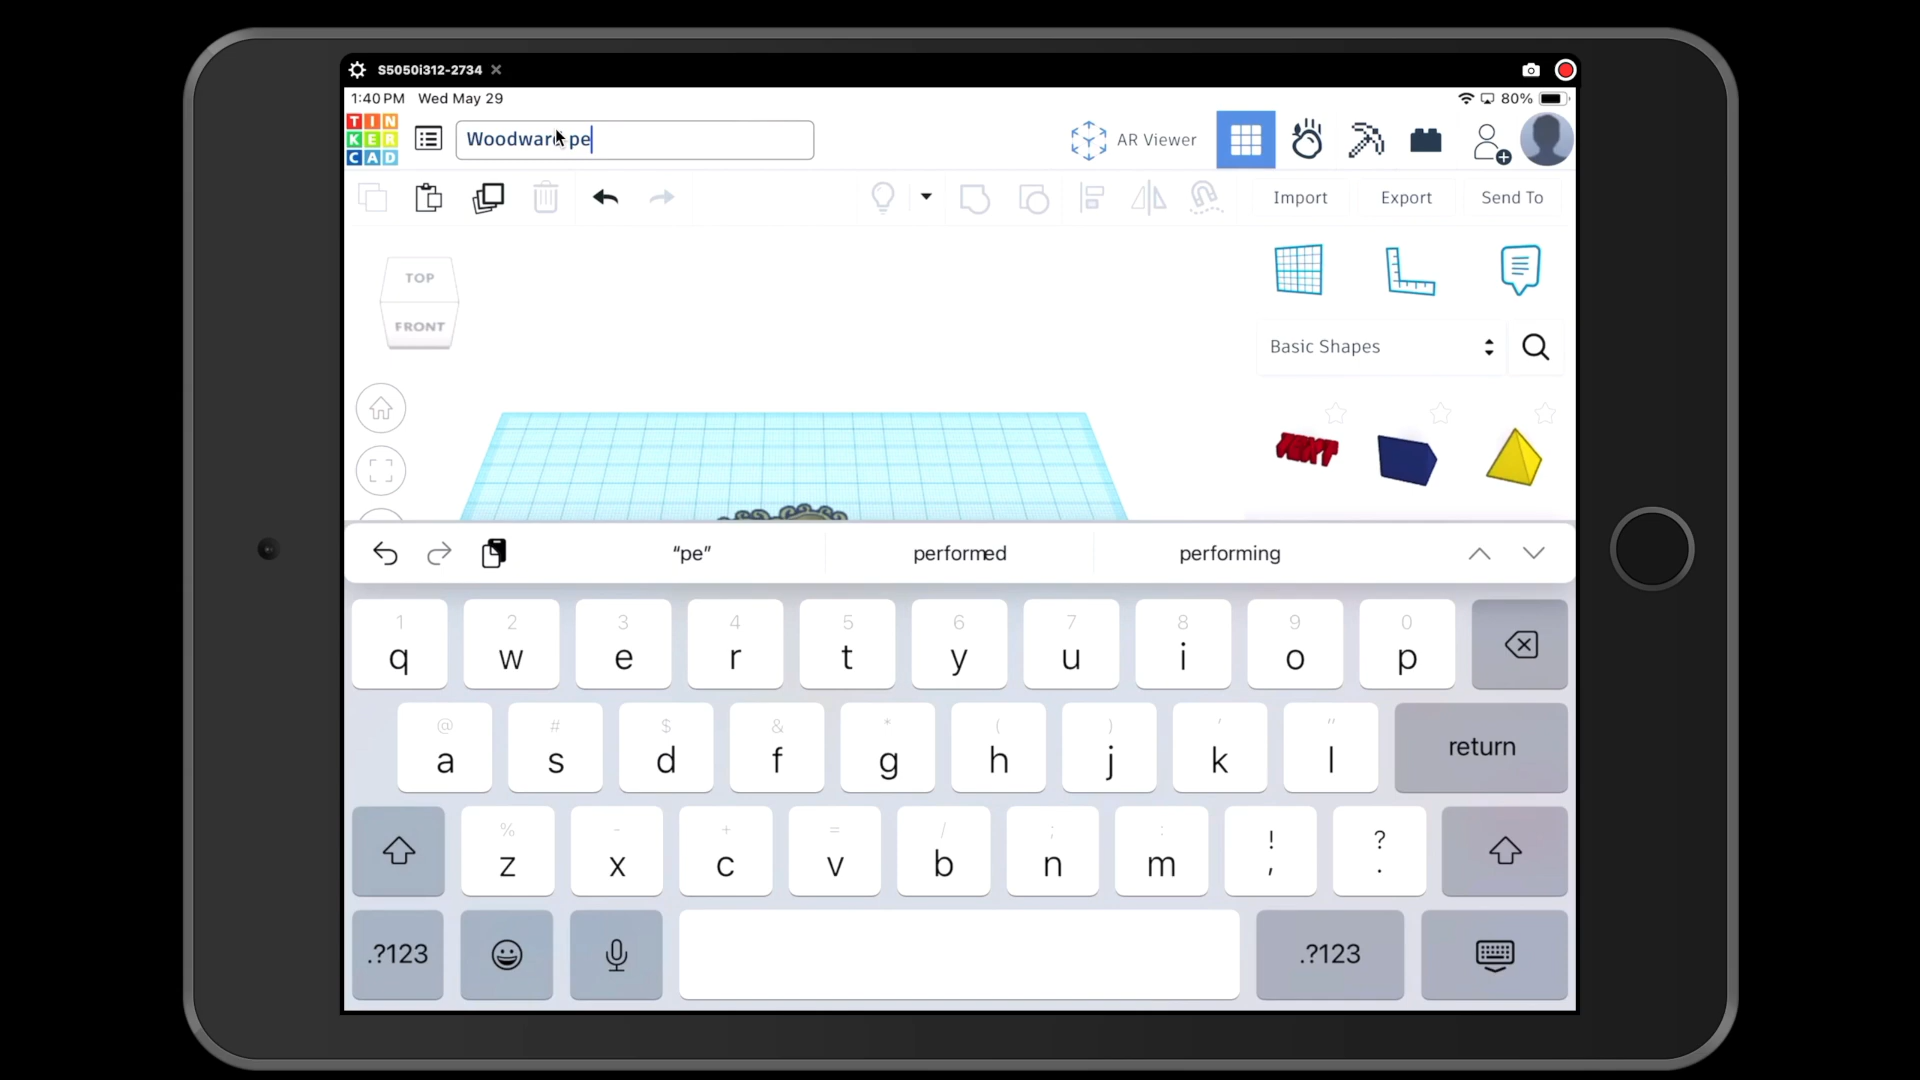 S5050i312-2734
1:40 PM Wed May 29
80%
TIN
KER
CAD
Woodward pe
AR Viewer
Import
Export
Send To
TOP
FRONT
Basic Shapes
TEXT
“pe”
performed
performing
1 2 3 4 5 6 7 8 9 0
q w e r t y u i o p
@ # $ & * ( ) ' "
a s d f g h j k l
return
% - + = / ; : ! ?
z x c v b n m , .
.?123
.?123